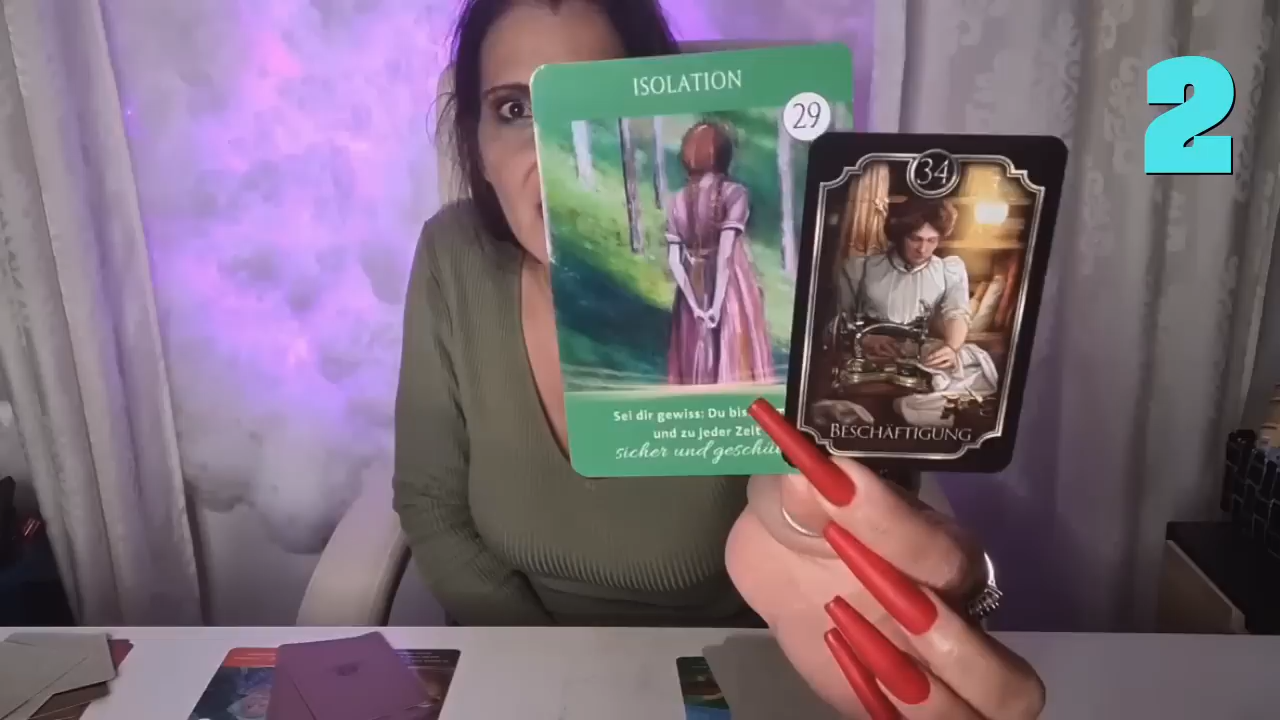 2
ISOLATION
29
Sei dir gewiss: Du bis
und zu jeder Zeit
sicher und geschü
34
BESCHÄFTIGUNG